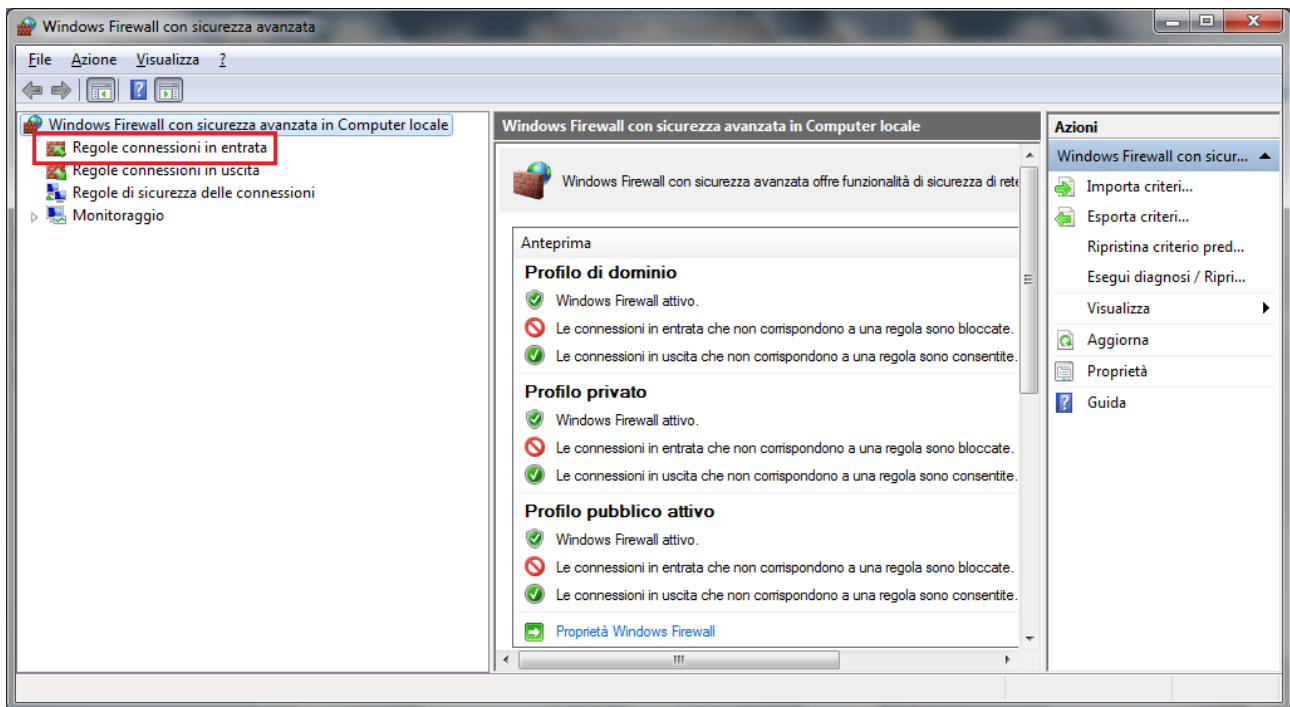 Windows Firewall con sicurezza avanzata
File Azione Visualizza ?
Windows Firewall con sicurezza avanzata in Computer locale
Regole connessioni in entrata
Regole connessioni in uscita
Regole di sicurezza delle connessioni
Monitoraggio
Windows Firewall con sicurezza avanzata in Computer locale
Windows Firewall con sicurezza avanzata offre funzionalità di sicurezza di rete
Anteprima
Profilo di dominio
Windows Firewall attivo.
Le connessioni in entrata che non corrispondono a una regola sono bloccate.
Le connessioni in uscita che non corrispondono a una regola sono consentite.
Profilo privato
Windows Firewall attivo.
Le connessioni in entrata che non corrispondono a una regola sono bloccate.
Le connessioni in uscita che non corrispondono a una regola sono consentite.
Profilo pubblico attivo
Windows Firewall attivo.
Le connessioni in entrata che non corrispondono a una regola sono bloccate.
Le connessioni in uscita che non corrispondono a una regola sono consentite.
Proprietà Windows Firewall
Azioni
Windows Firewall con sicur...
Importa criteri...
Esporta criteri...
Ripristina criterio pred...
Esegui diagnosi / Ripri...
Visualizza
Aggiorna
Proprietà
Guida